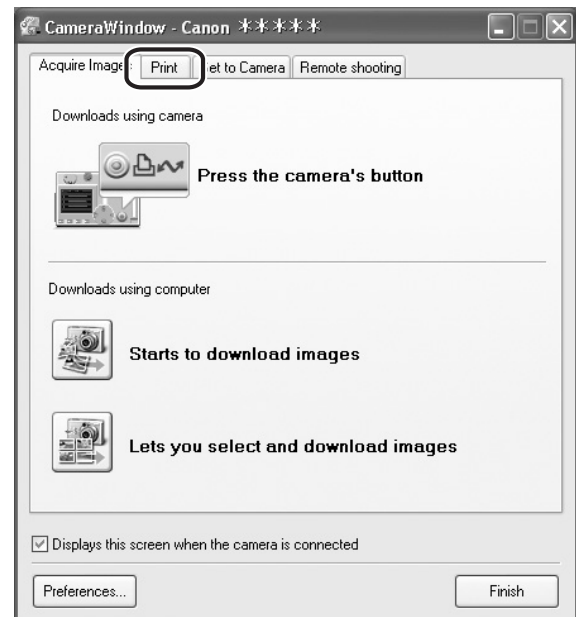 CameraWindow - Canon *****
Acquire Image Print et to Camera Remote shooting
Downloads using camera
Press the camera's button
Downloads using computer
Starts to download images
Lets you select and download images
Displays this screen when the camera is connected
Preferences... Finish